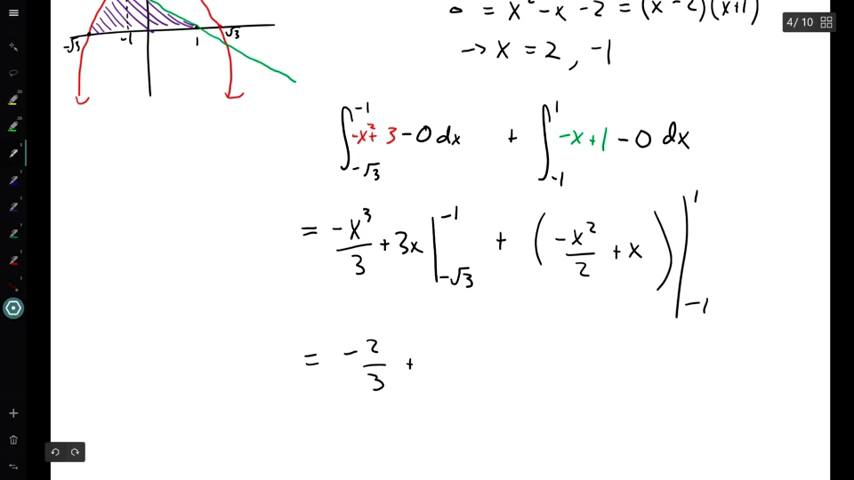 0 = x² - x - 2 = (x - 2)(x+1)
4 / 10
-√3 -1 1 √3
→ x = 2, -1
∫_{-√3}^{-1} -x² + 3 - 0 dx + ∫_{-1}^{1} -x + 1 - 0 dx
= -x³/3 + 3x |_{-√3}^{-1} + (-x²/2 + x) |_{-1}^{1}
= -2/3 +